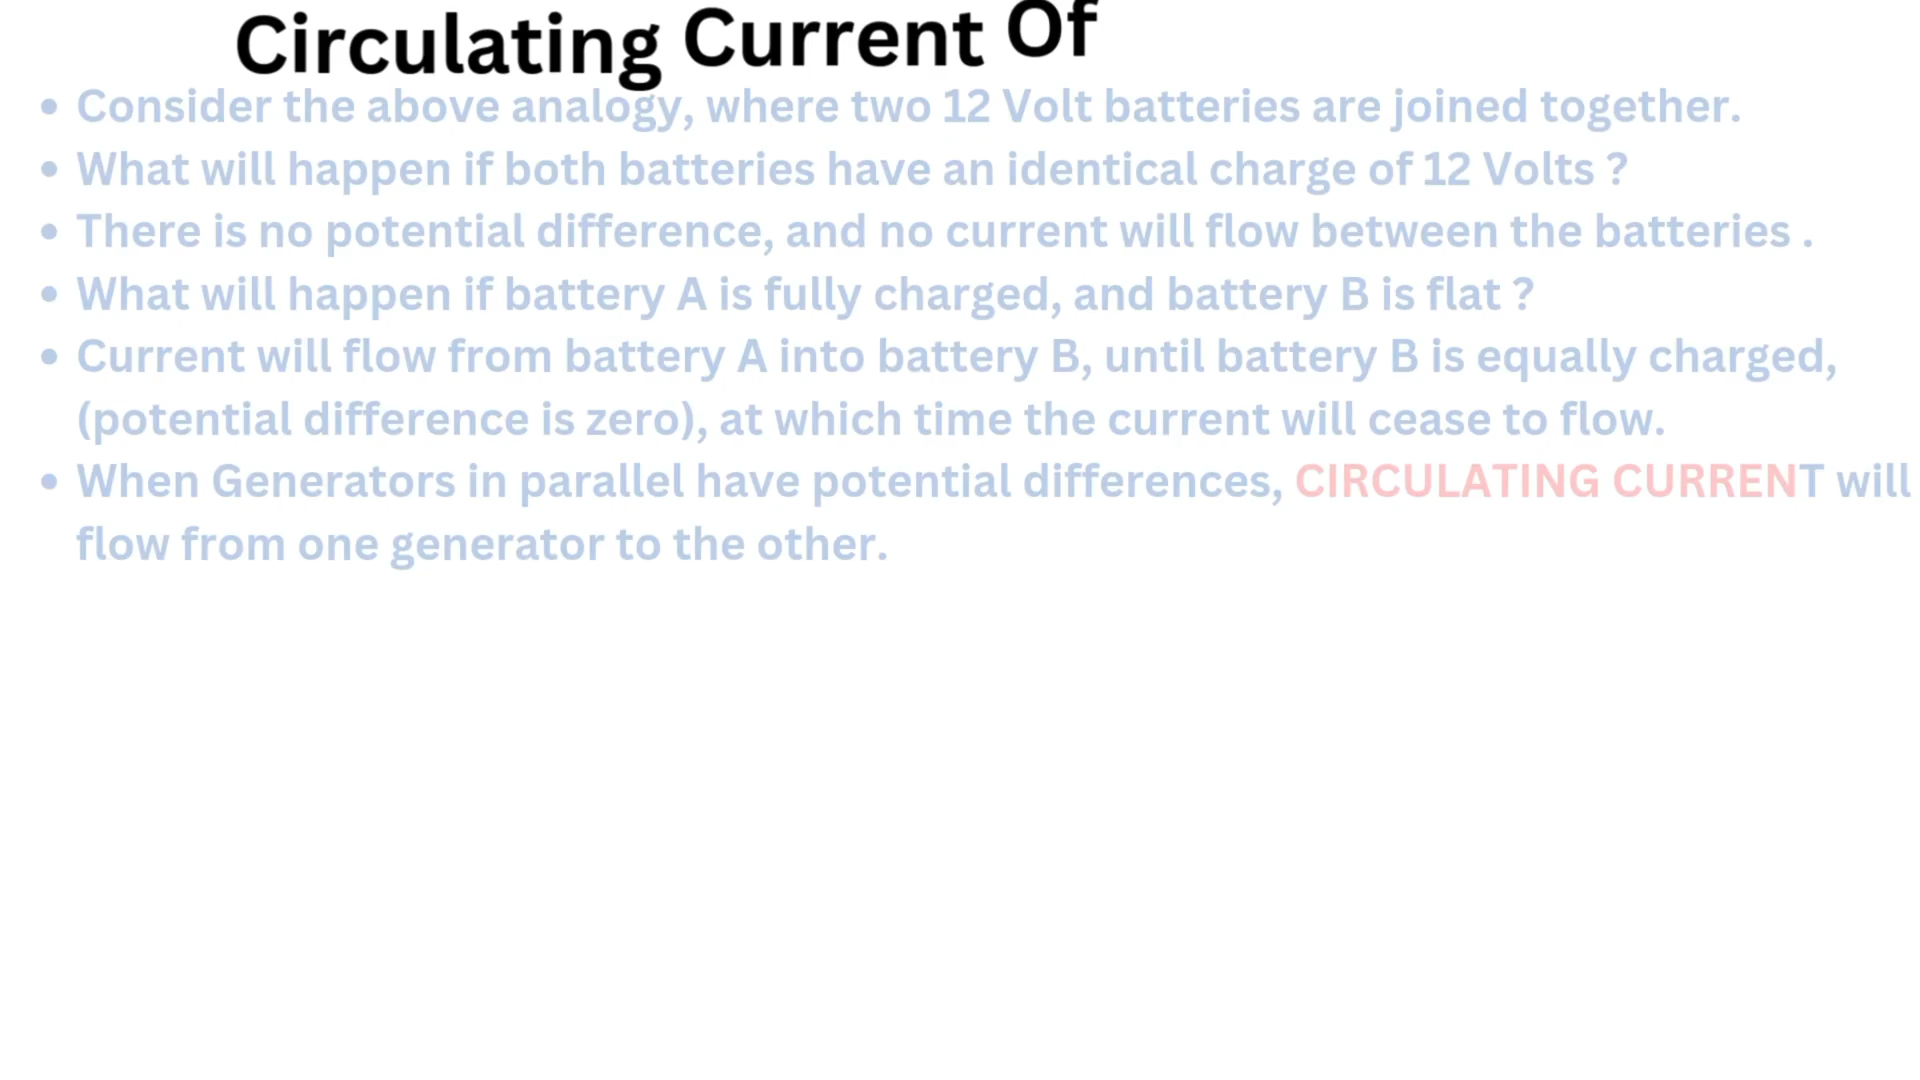 Circulating Current Of
• Consider the above analogy, where two 12 Volt batteries are joined together.
• What will happen if both batteries have an identical charge of 12 Volts ?
• There is no potential difference, and no current will flow between the batteries .
• What will happen if battery A is fully charged, and battery B is flat ?
• Current will flow from battery A into battery B, until battery B is equally charged,
(potential difference is zero), at which time the current will cease to flow.
• When Generators in parallel have potential differences, CIRCULATING CURRENT will
flow from one generator to the other.